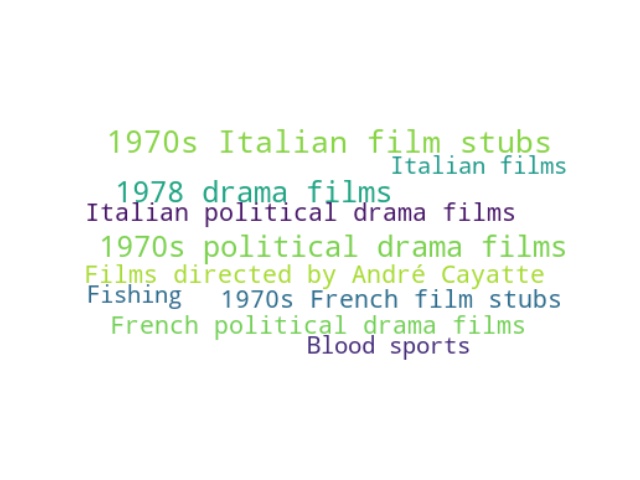 1970s Italian film stubs
Italian films
1978 drama films
Italian political drama films
1970s political drama films
Films directed by André Cayatte
Fishing
1970s French film stubs
French political drama films
Blood sports